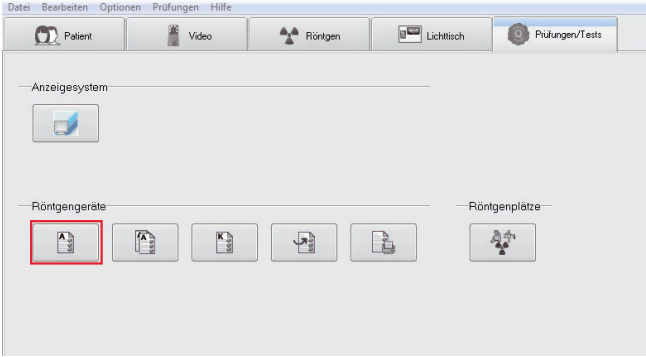 Datei Bearbeiten Optionen Prüfungen Hilfe
Patient Video Röntgen Lichttisch Prüfungen/Tests
Anzeigesystem
Röntgengeräte Röntgenplätze
A A K